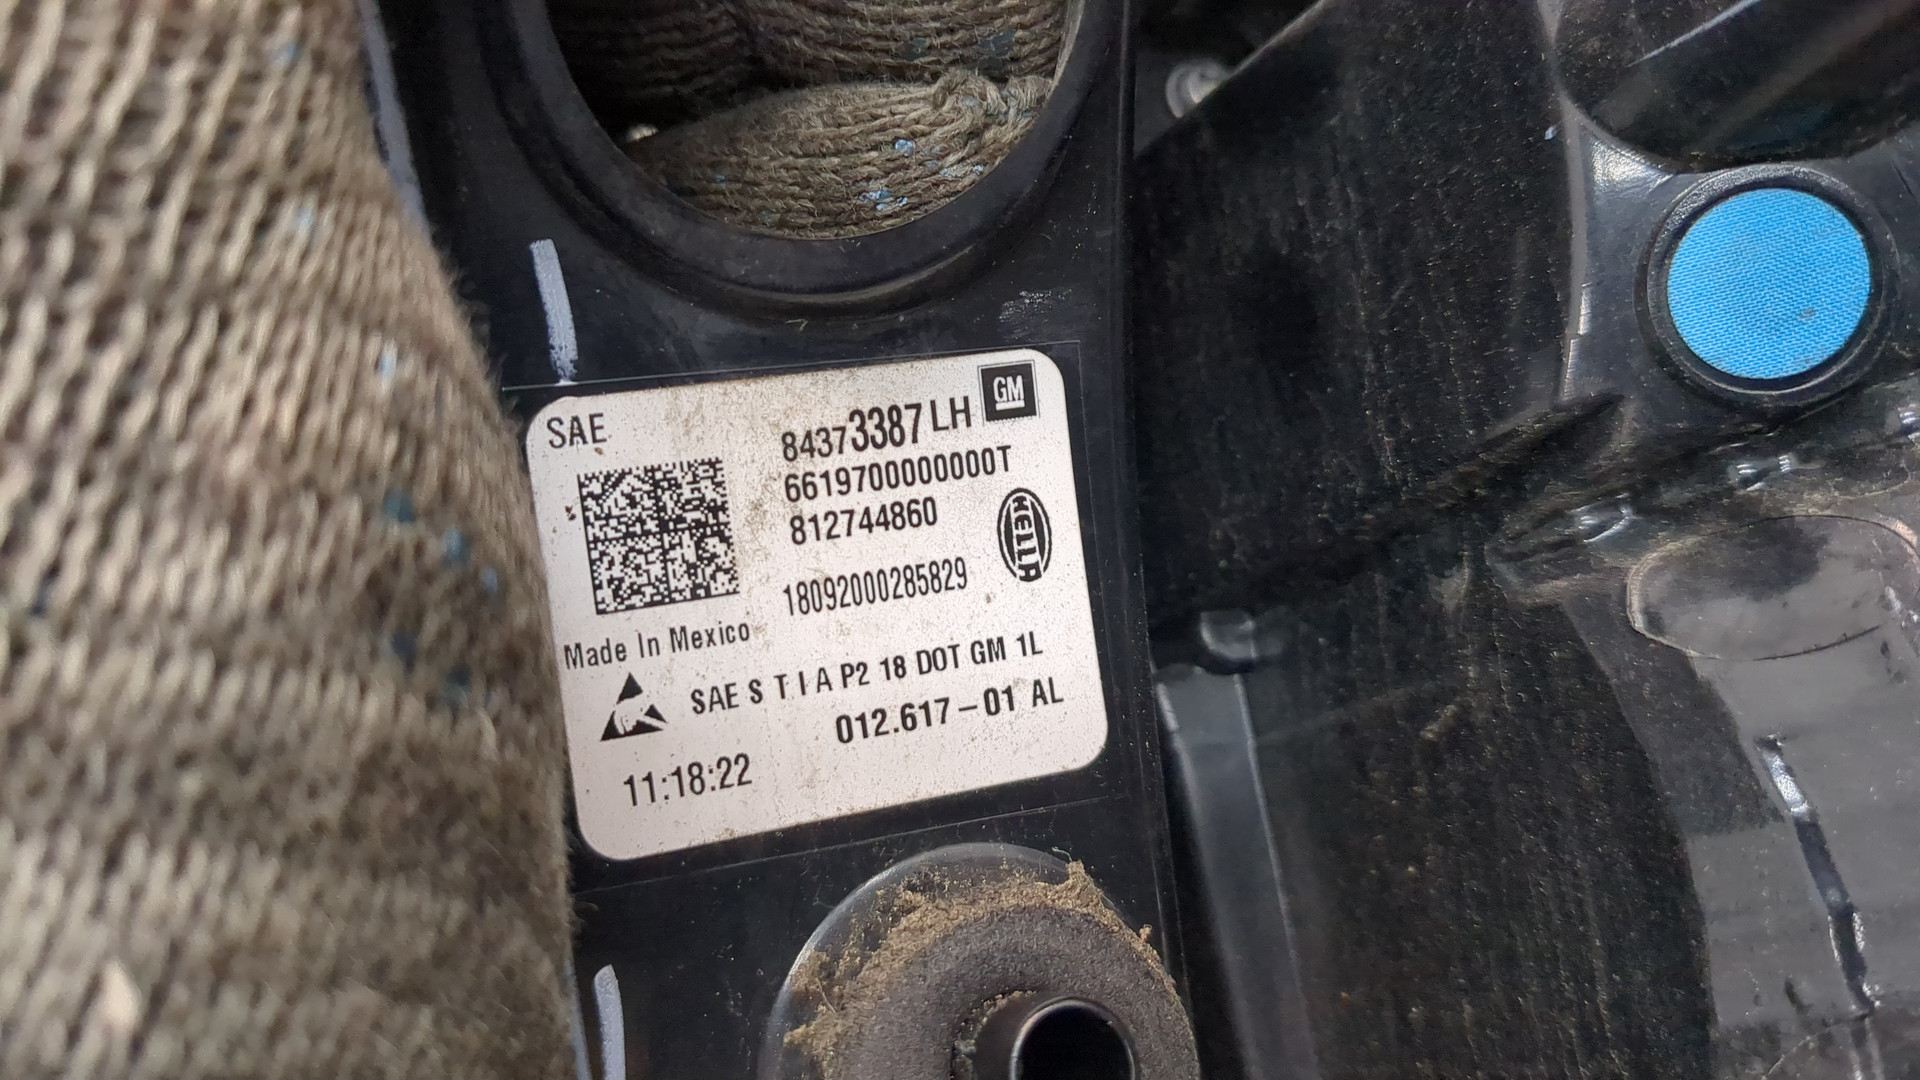 SAE
84373387 LH GM
6619700000000T
812744860
HELLA
18092000285829
Made In Mexico
SAE S T I A P2 18 DOT GM 1L
012.617-01 AL
11:18:22